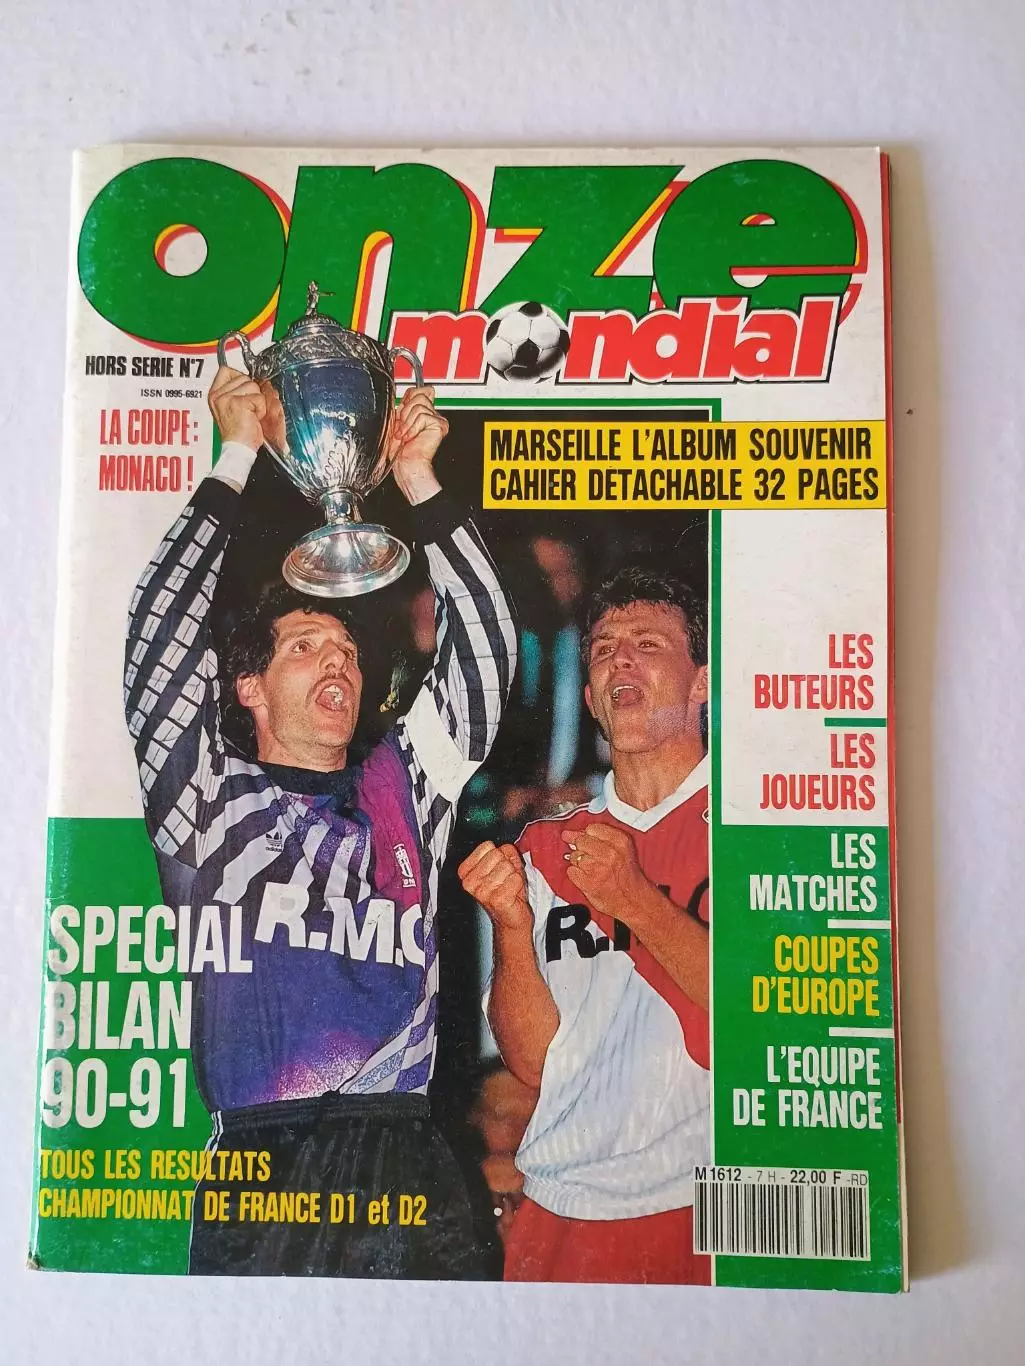 onze
mondial
HORS SERIE N°7
ISSN 0995-6921
LA COUPE:
MONACO!
MARSEILLE L'ALBUM SOUVENIR
CAHIER DETACHABLE 32 PAGES
LES
BUTEURS
LES
JOUEURS
LES
MATCHES
COUPES
D'EUROPE
L'EQUIPE
DE FRANCE
adidas
R.M.C
R.M.C
SPECIAL
BILAN
90-91
TOUS LES RESULTATS
CHAMPIONNAT DE FRANCE D1 et D2
M 1612 - 7 H - 22,00 F -RD